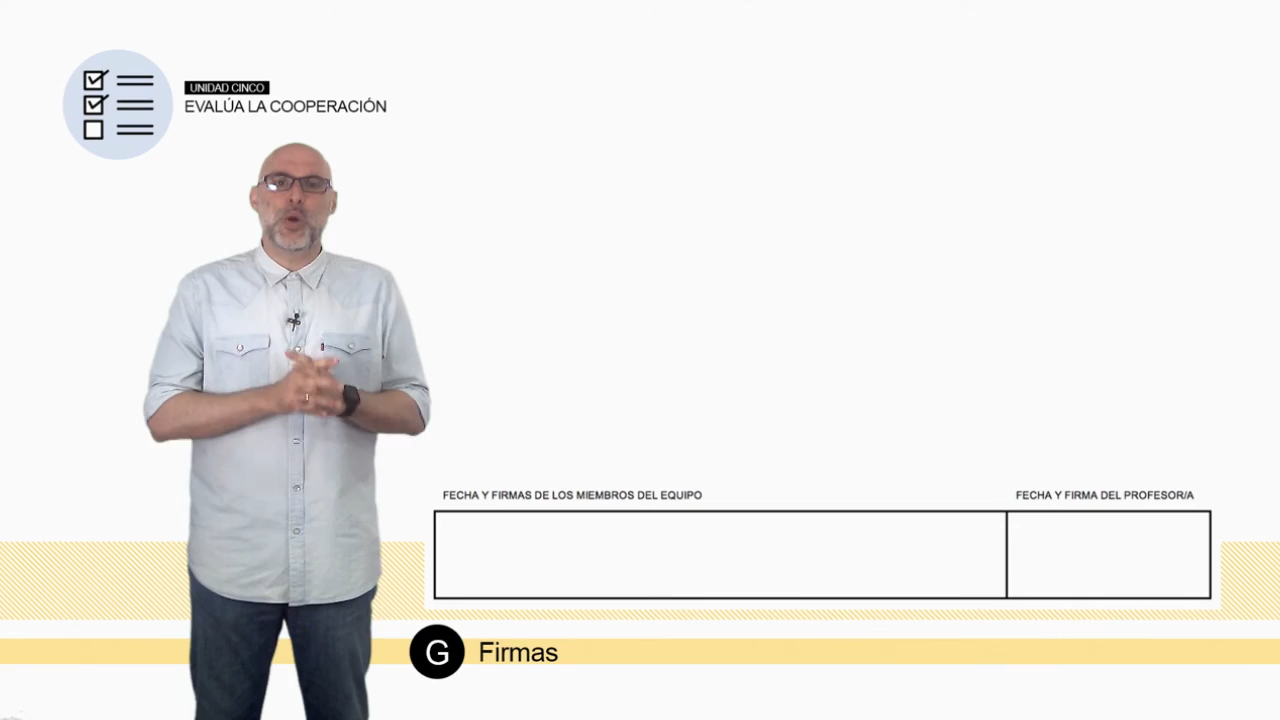 UNIDAD CINCO
EVALÚA LA COOPERACIÓN
FECHA Y FIRMAS DE LOS MIEMBROS DEL EQUIPO
FECHA Y FIRMA DEL PROFESOR/A
G Firmas